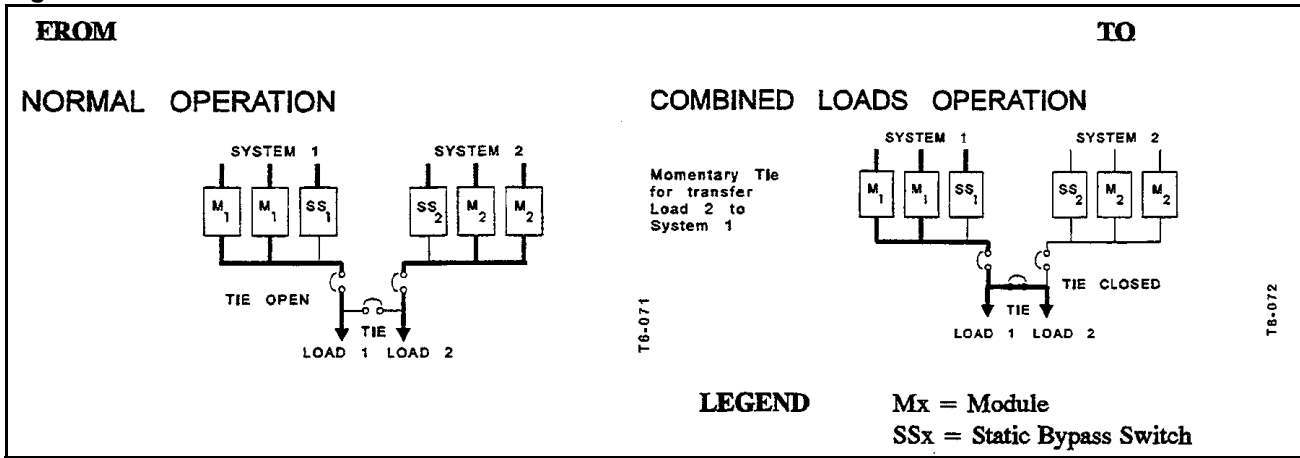 FROM
TO
NORMAL OPERATION
COMBINED LOADS OPERATION
SYSTEM 1
SYSTEM 2
M1
M1
SS1
SS2
M2
M2
TIE OPEN
TIE
LOAD 1 LOAD 2
T6-071
Momentary Tie
for transfer
Load 2 to
System 1
SYSTEM 1
SYSTEM 2
M1
M1
SS1
SS2
M2
M2
TIE CLOSED
TIE
LOAD 1 LOAD 2
T6-072
LEGEND
Mx = Module
SSx = Static Bypass Switch